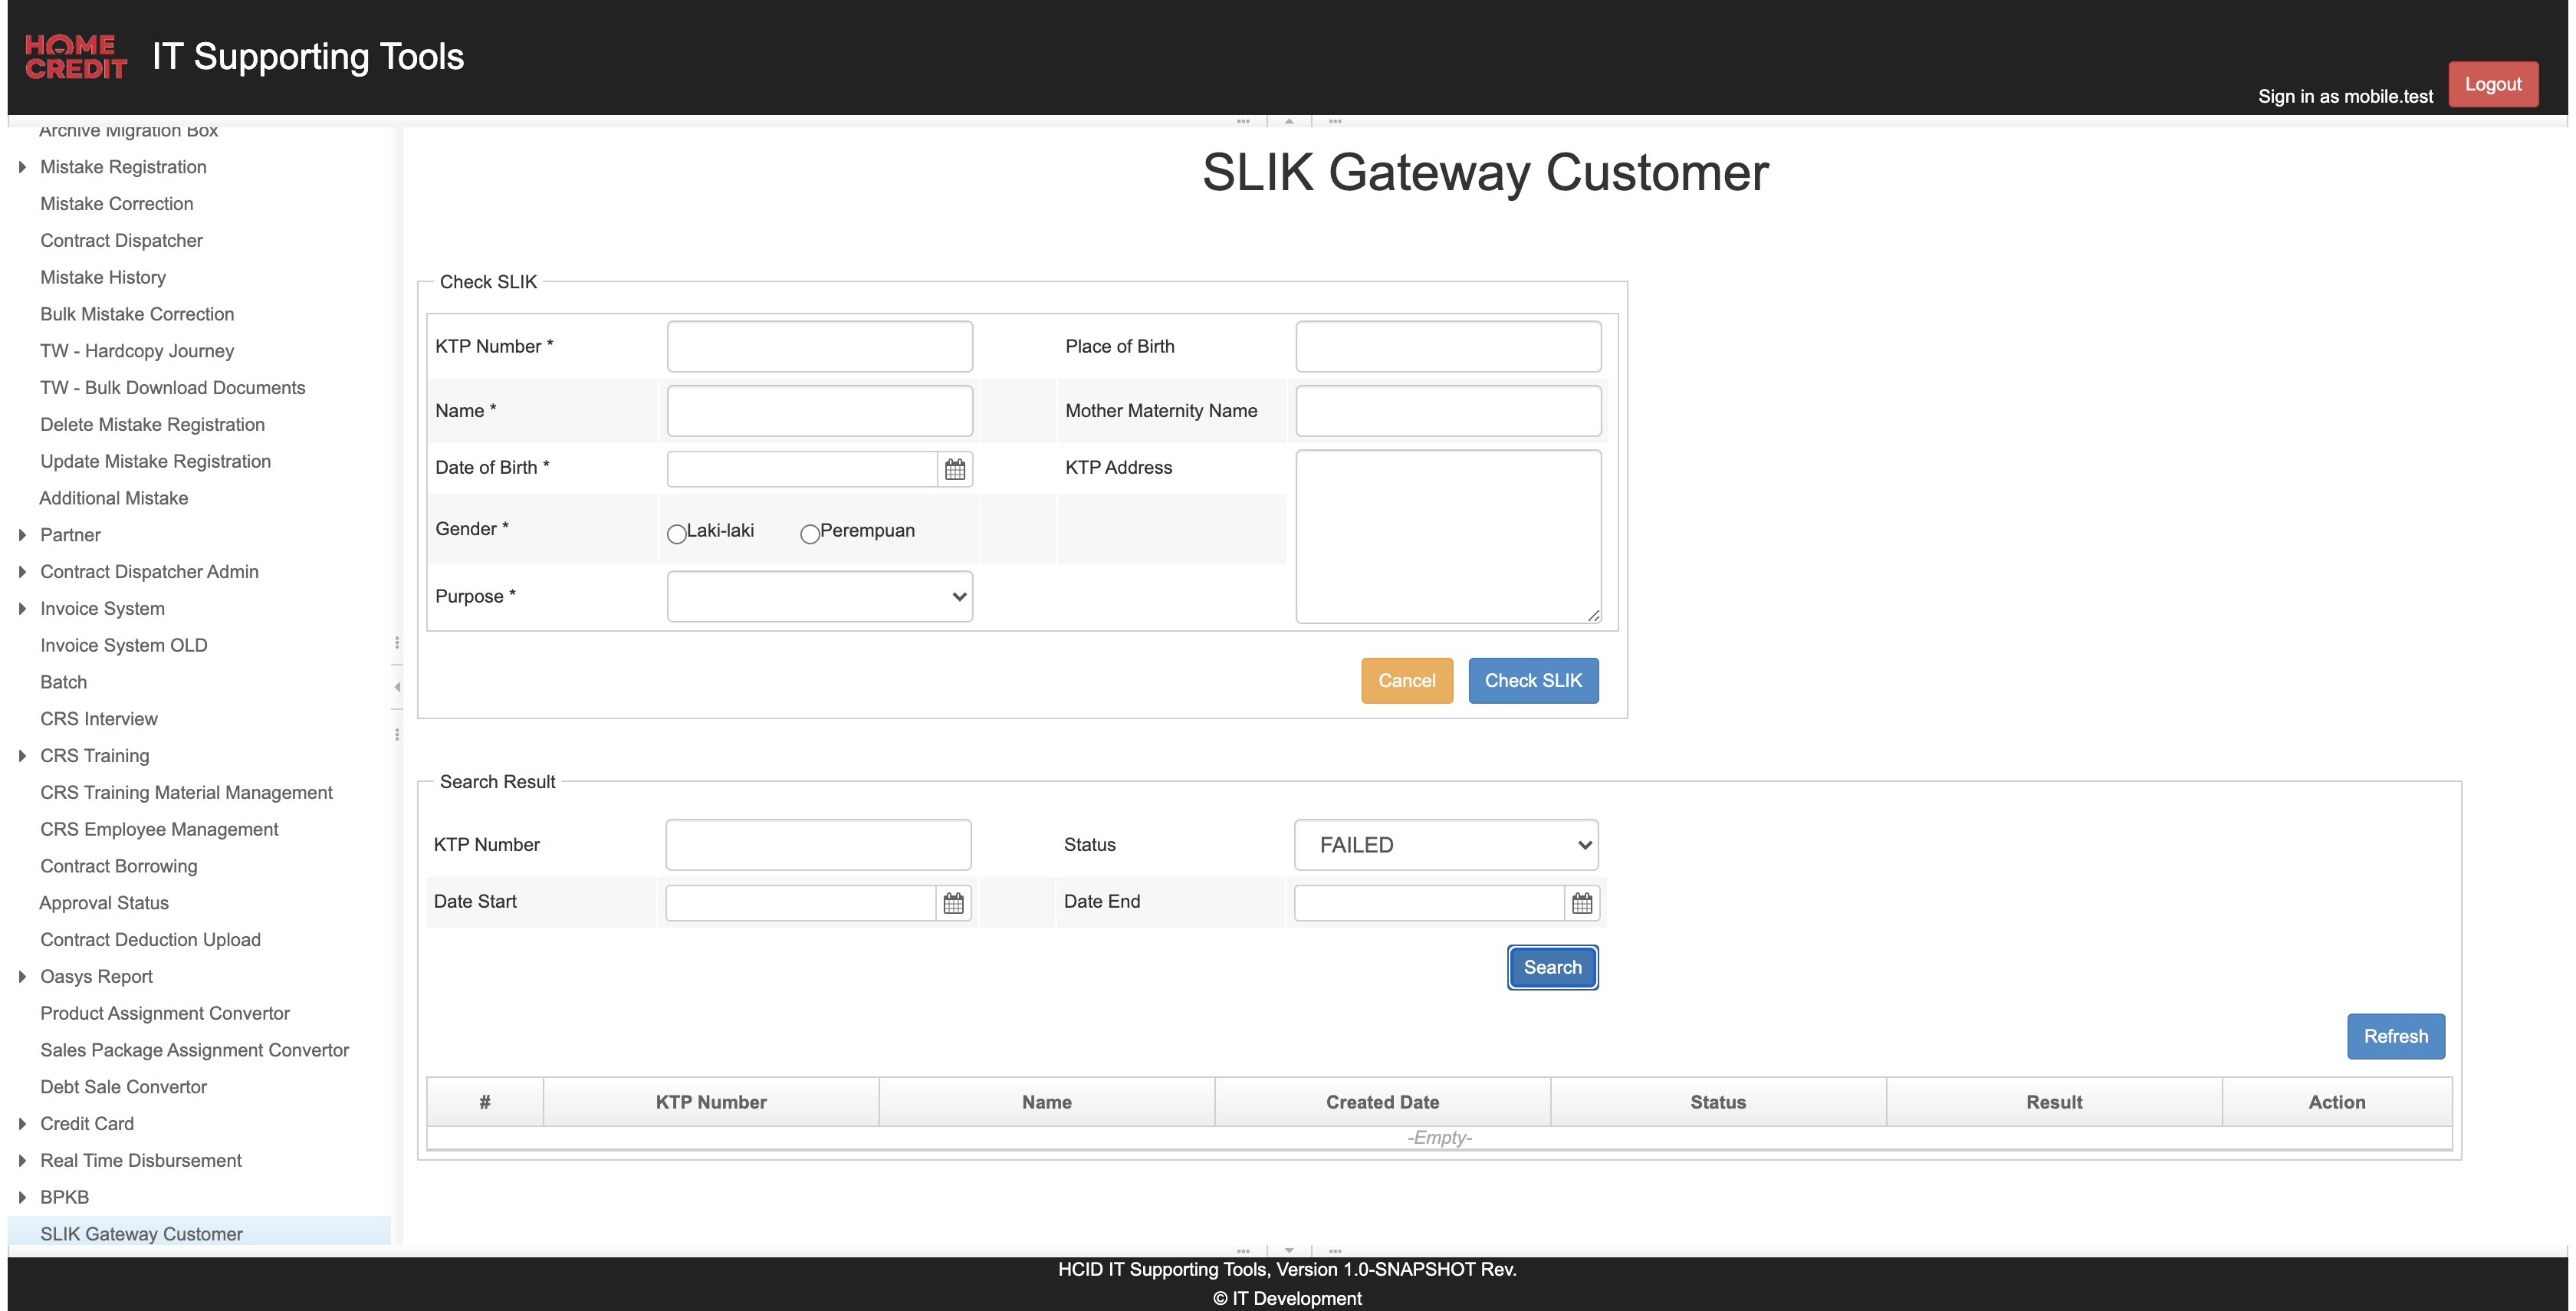 HOME
CREDIT
IT Supporting Tools
Sign in as mobile.test
Logout
Archive Migration Box
Mistake Registration
Mistake Correction
Contract Dispatcher
Mistake History
Bulk Mistake Correction
TW - Hardcopy Journey
TW - Bulk Download Documents
Delete Mistake Registration
Update Mistake Registration
Additional Mistake
Partner
Contract Dispatcher Admin
Invoice System
Invoice System OLD
Batch
CRS Interview
CRS Training
CRS Training Material Management
CRS Employee Management
Contract Borrowing
Approval Status
Contract Deduction Upload
Oasys Report
Product Assignment Convertor
Sales Package Assignment Convertor
Debt Sale Convertor
Credit Card
Real Time Disbursement
BPKB
SLIK Gateway Customer
SLIK Gateway Customer
Check SLIK
KTP Number * Place of Birth
Name * Mother Maternity Name
Date of Birth * KTP Address
Gender * Laki-laki Perempuan
Purpose *
Cancel Check SLIK
Search Result
KTP Number Status FAILED
Date Start Date End
Search
Refresh
# KTP Number Name Created Date Status Result Action
-Empty-
HCID IT Supporting Tools, Version 1.0-SNAPSHOT Rev.
© IT Development